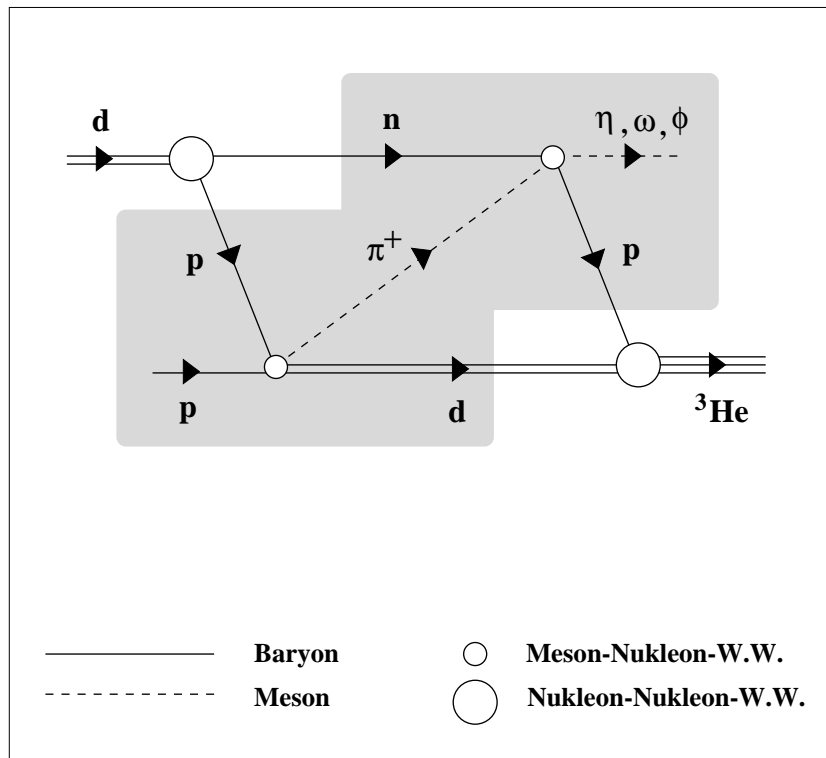 d
n
η , ω , ϕ
p
π⁺
p
p
d
³He
Baryon
Meson-Nukleon-W.W.
Meson
Nukleon-Nukleon-W.W.